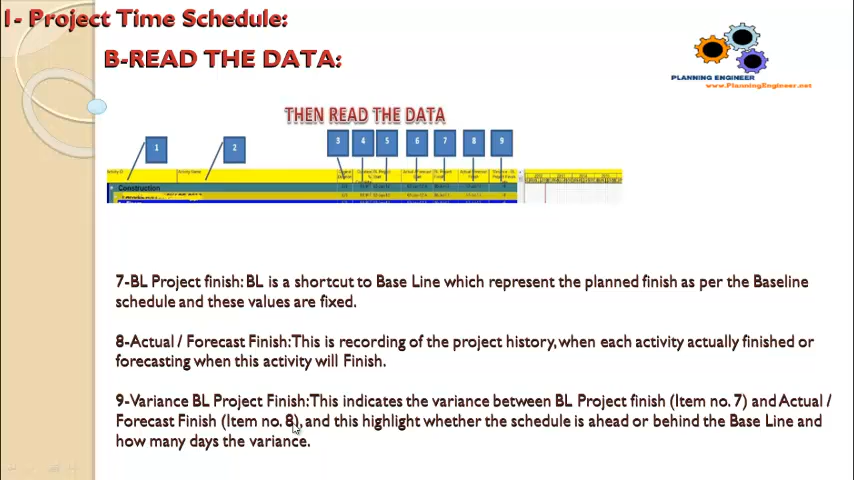 1- Project Time Schedule:
B-READ THE DATA:
PLANNING ENGINEER
www.PlanningEngineer.net
THEN READ THE DATA
1 2 3 4 5 6 7 8 9
Activity ID Activity Name
Construction
7-BL Project finish: BL is a shortcut to Base Line which represent the planned finish as per the Baseline
schedule and these values are fixed.
8-Actual / Forecast Finish: This is recording of the project history, when each activity actually finished or
forecasting when this activity will Finish.
9-Variance BL Project Finish: This indicates the variance between BL Project finish (Item no. 7) and Actual /
Forecast Finish (Item no. 8), and this highlight whether the schedule is ahead or behind the Base Line and
how many days the variance.